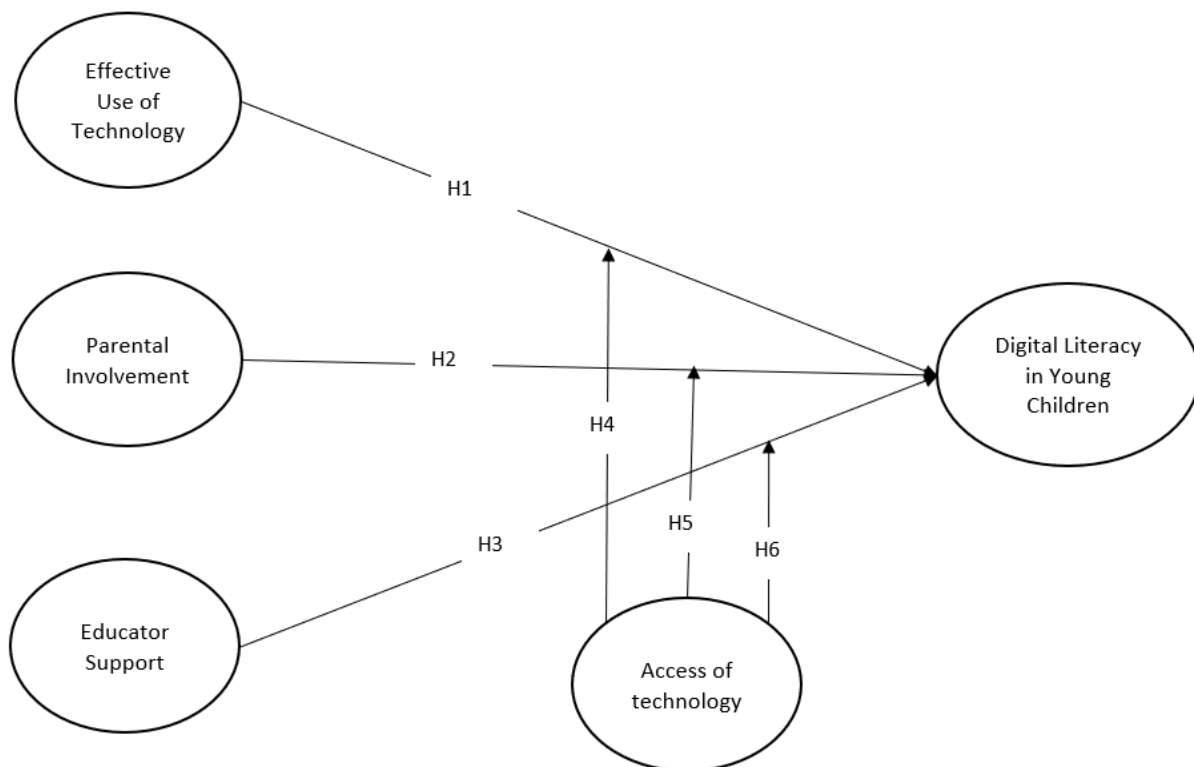 Effective
Use of
Technology
H1
Parental
Involvement
H2
Digital Literacy
in Young
Children
H4
H5
H3
H6
Educator
Support
Access of
technology